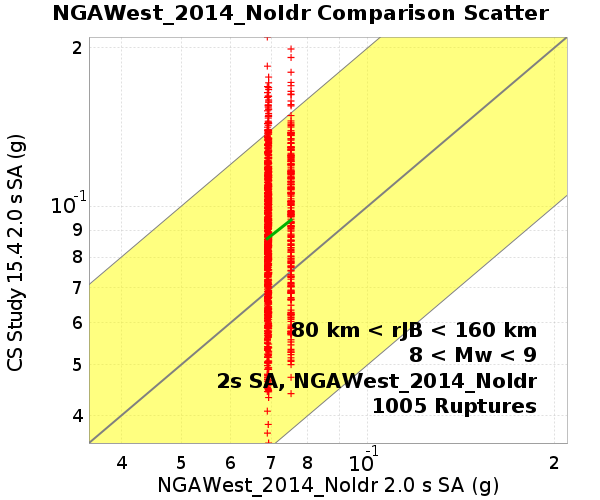 NGAWest_2014_NoIdr Comparison Scatter
CS Study 15.4 2.0 s SA (g)
2
10-1
9
8
7
6
5
4
80 km < rJB < 160 km
8 < Mw < 9
2s SA, NGAWest_2014_NoIdr
1005 Ruptures
4 5 6 7 8 10-1 2
NGAWest_2014_NoIdr 2.0 s SA (g)